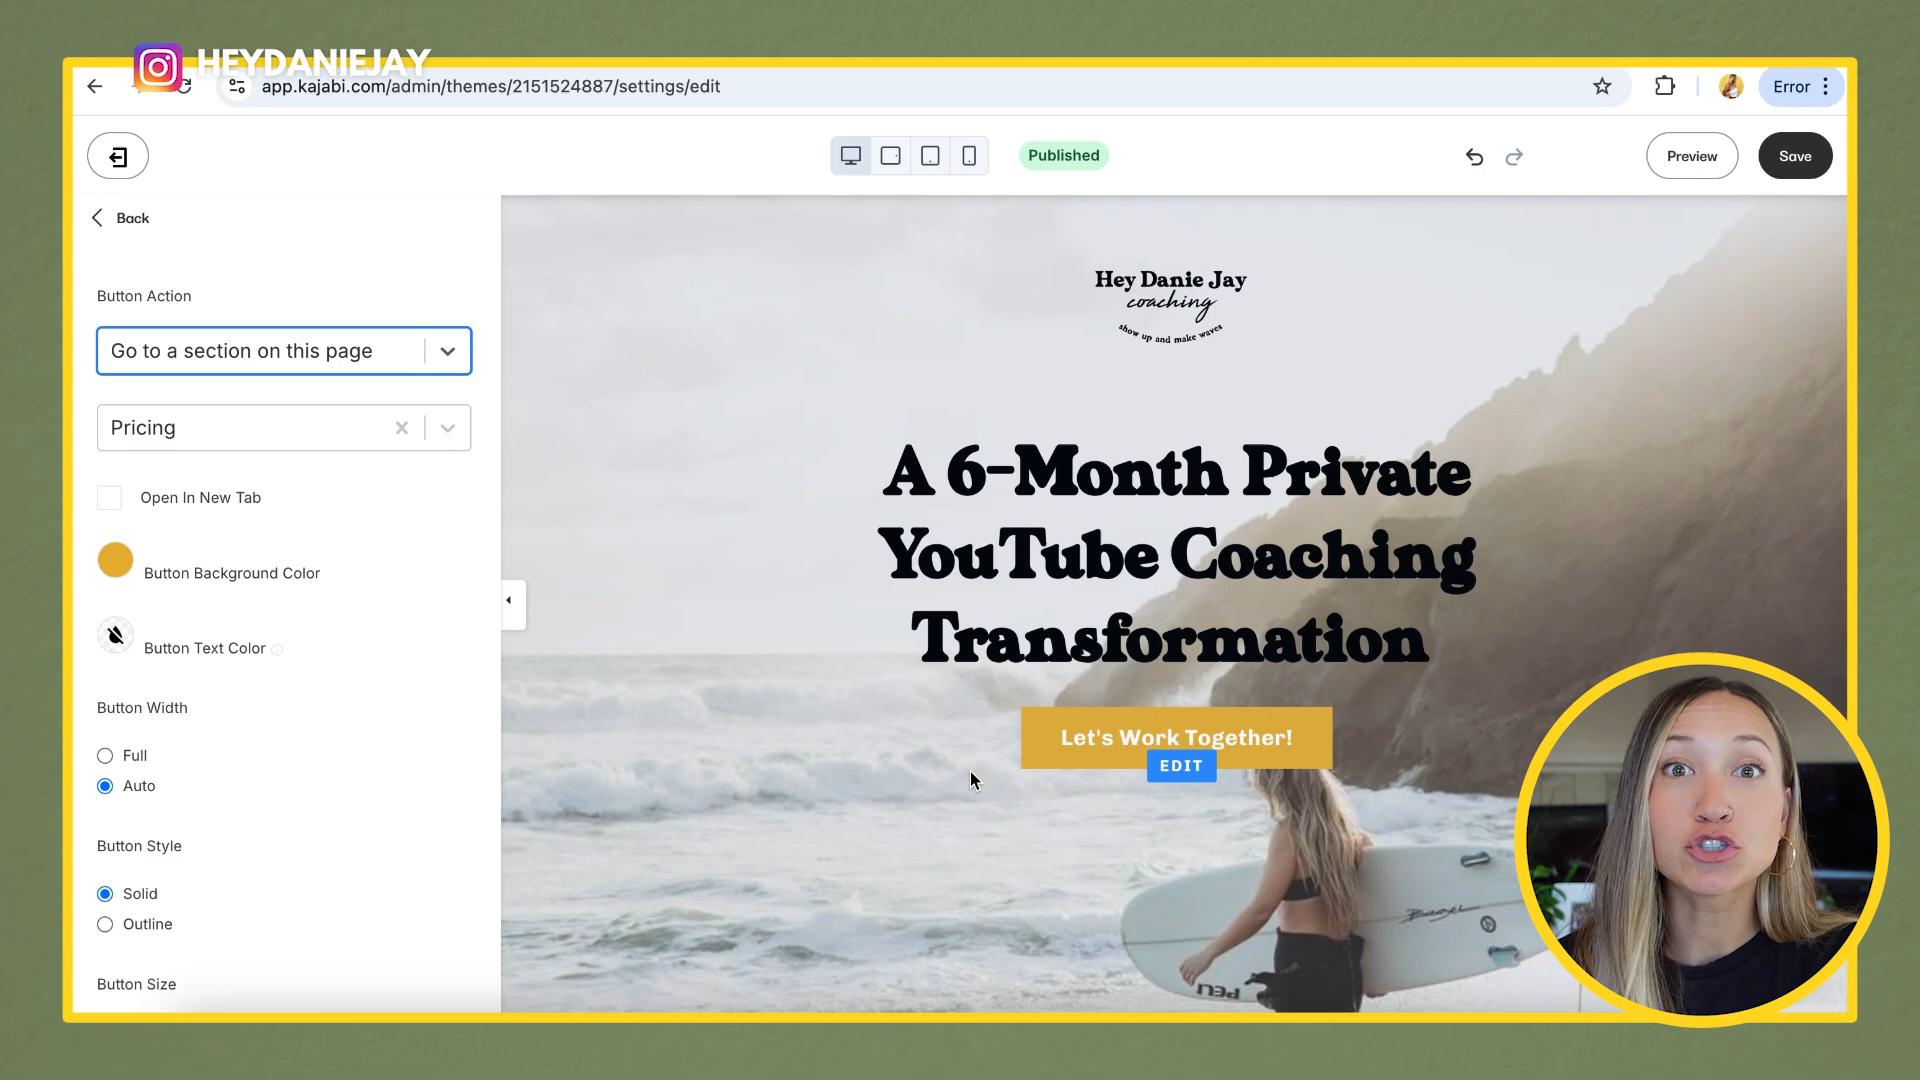 HEYDANIEJAY
app.kajabi.com/admin/themes/2151524887/settings/edit
Error
Published
Preview
Save
Back
Button Action
Go to a section on this page
Pricing
Open In New Tab
Button Background Color
Button Text Color
Button Width
Full
Auto
Button Style
Solid
Outline
Button Size
Hey Danie Jay
coaching
show up and make waves
A 6-Month Private
YouTube Coaching
Transformation
Let's Work Together!
EDIT